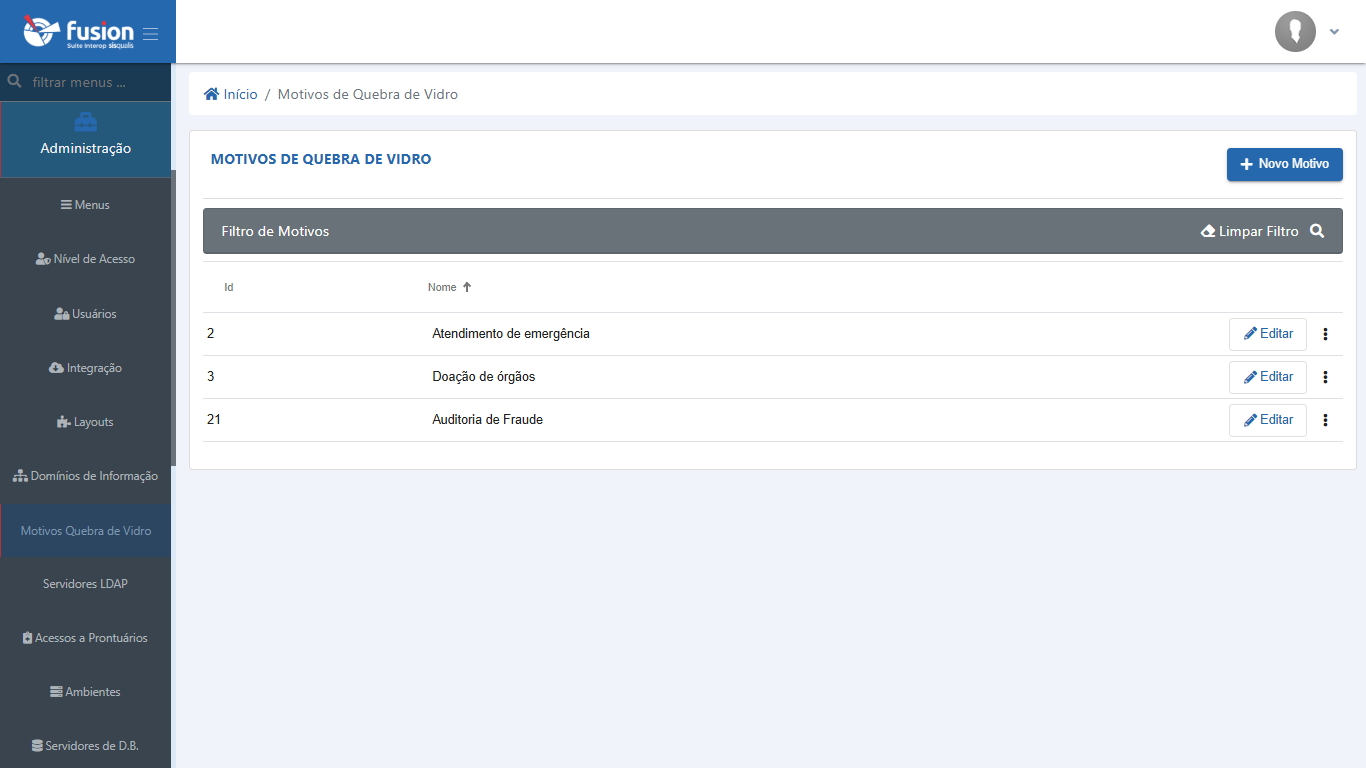 fusion
Suite Interop sisqualis
filtrar menus ...
Administração
Menus
Nível de Acesso
Usuários
Integração
Layouts
Domínios de Informação
Motivos Quebra de Vidro
Servidores LDAP
Acessos a Prontuários
Ambientes
Servidores de D.B.
Início / Motivos de Quebra de Vidro
MOTIVOS DE QUEBRA DE VIDRO
Novo Motivo
Filtro de Motivos
Limpar Filtro
Id Nome
2 Atendimento de emergência Editar
3 Doação de órgãos Editar
21 Auditoria de Fraude Editar